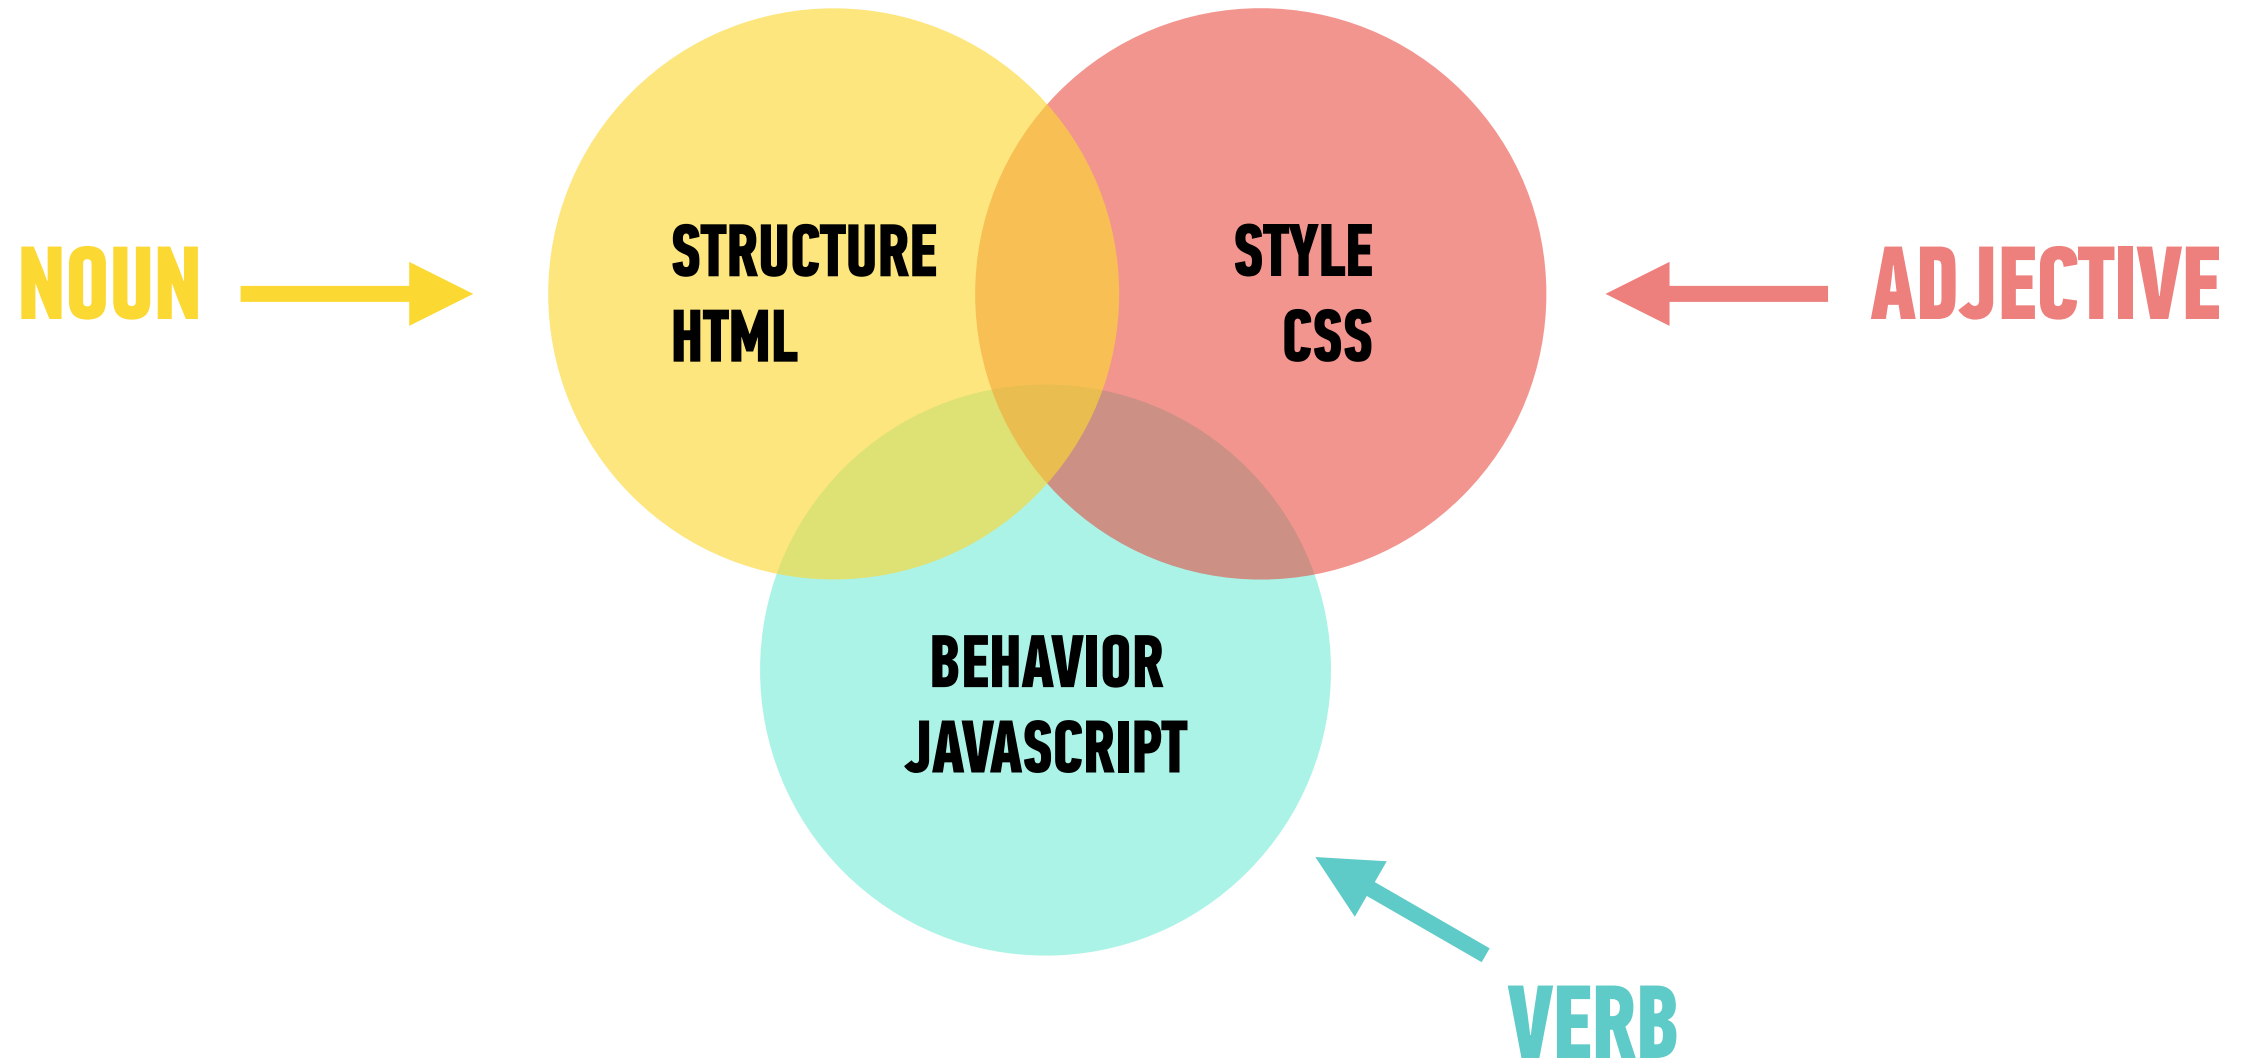 NOUN
STRUCTURE
HTML
STYLE
CSS
ADJECTIVE
BEHAVIOR
JAVASCRIPT
VERB